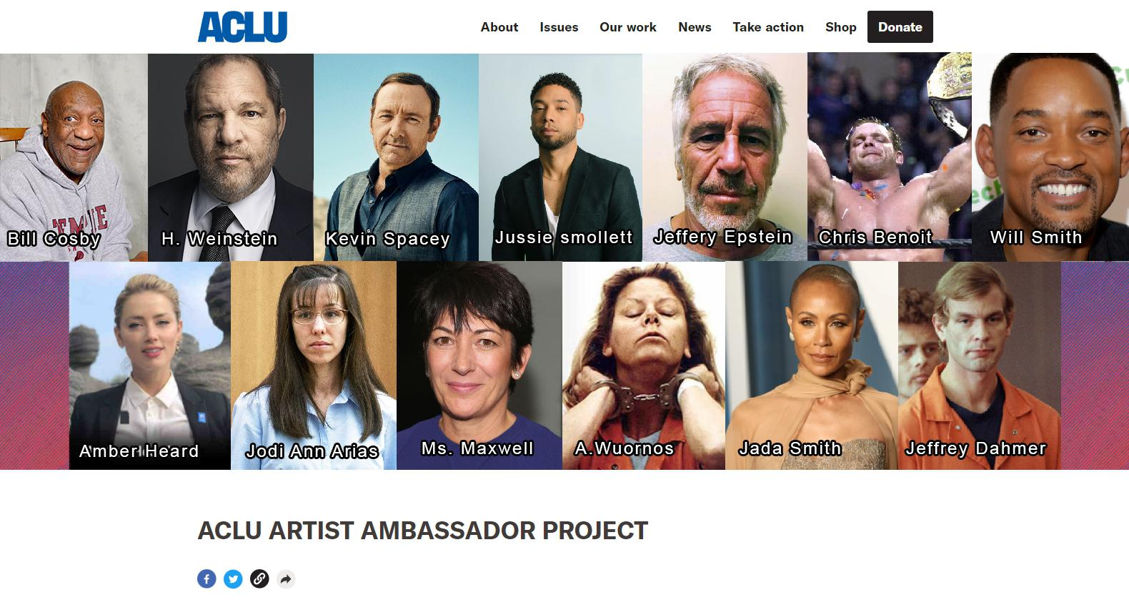 ACLU
About Issues Our work News Take action Shop Donate
Bill Cosby H. Weinstein Kevin Spacey Jussie smollett Jeffery Epstein Chris Benoit Will Smith
Amber Heard Jodi Ann Arias Ms. Maxwell A.Wuornos Jada Smith Jeffrey Dahmer
ACLU ARTIST AMBASSADOR PROJECT